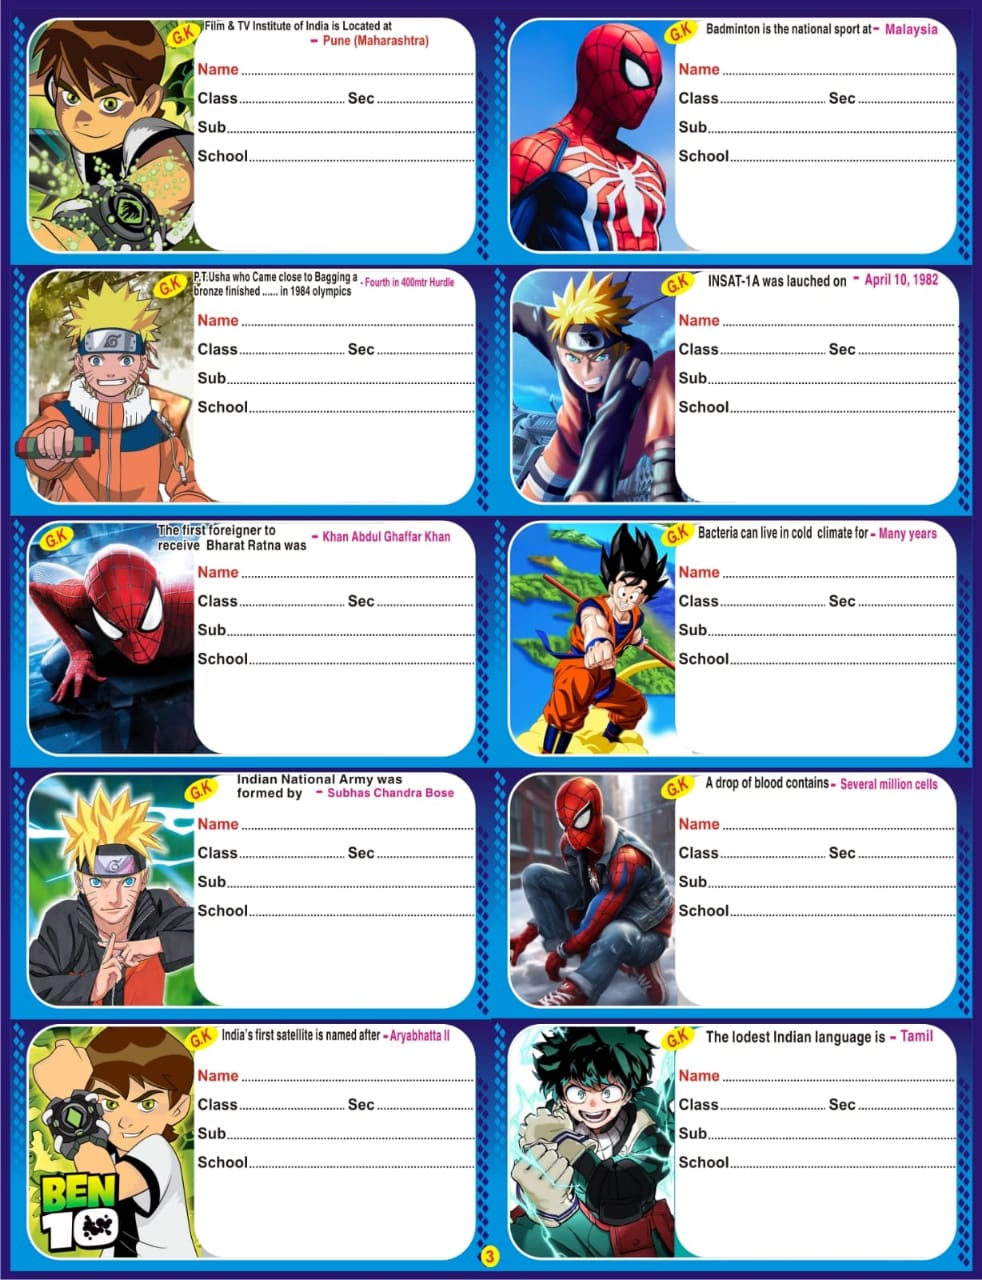 G.K
Film & TV Institute of India is Located at
- Pune (Maharashtra)
Name
Class Sec
Sub
School
G.K
Badminton is the national sport at - Malaysia
Name
Class Sec
Sub
School
G.K
P.T.Usha who Came close to Bagging a
bronze finished ...... in 1984 olympics - Fourth in 400mtr Hurdle
Name
Class Sec
Sub
School
G.K
INSAT-1A was lauched on - April 10, 1982
Name
Class Sec
Sub
School
G.K
The first foreigner to
receive Bharat Ratna was - Khan Abdul Ghaffar Khan
Name
Class Sec
Sub
School
G.K
Bacteria can live in cold climate for - Many years
Name
Class Sec
Sub
School
G.K
Indian National Army was
formed by - Subhas Chandra Bose
Name
Class Sec
Sub
School
G.K
A drop of blood contains - Several million cells
Name
Class Sec
Sub
School
G.K
India's first satellite is named after - Aryabhatta II
Name
Class Sec
Sub
School
BEN
10
G.K
The lodest Indian language is - Tamil
Name
Class Sec
Sub
School
3